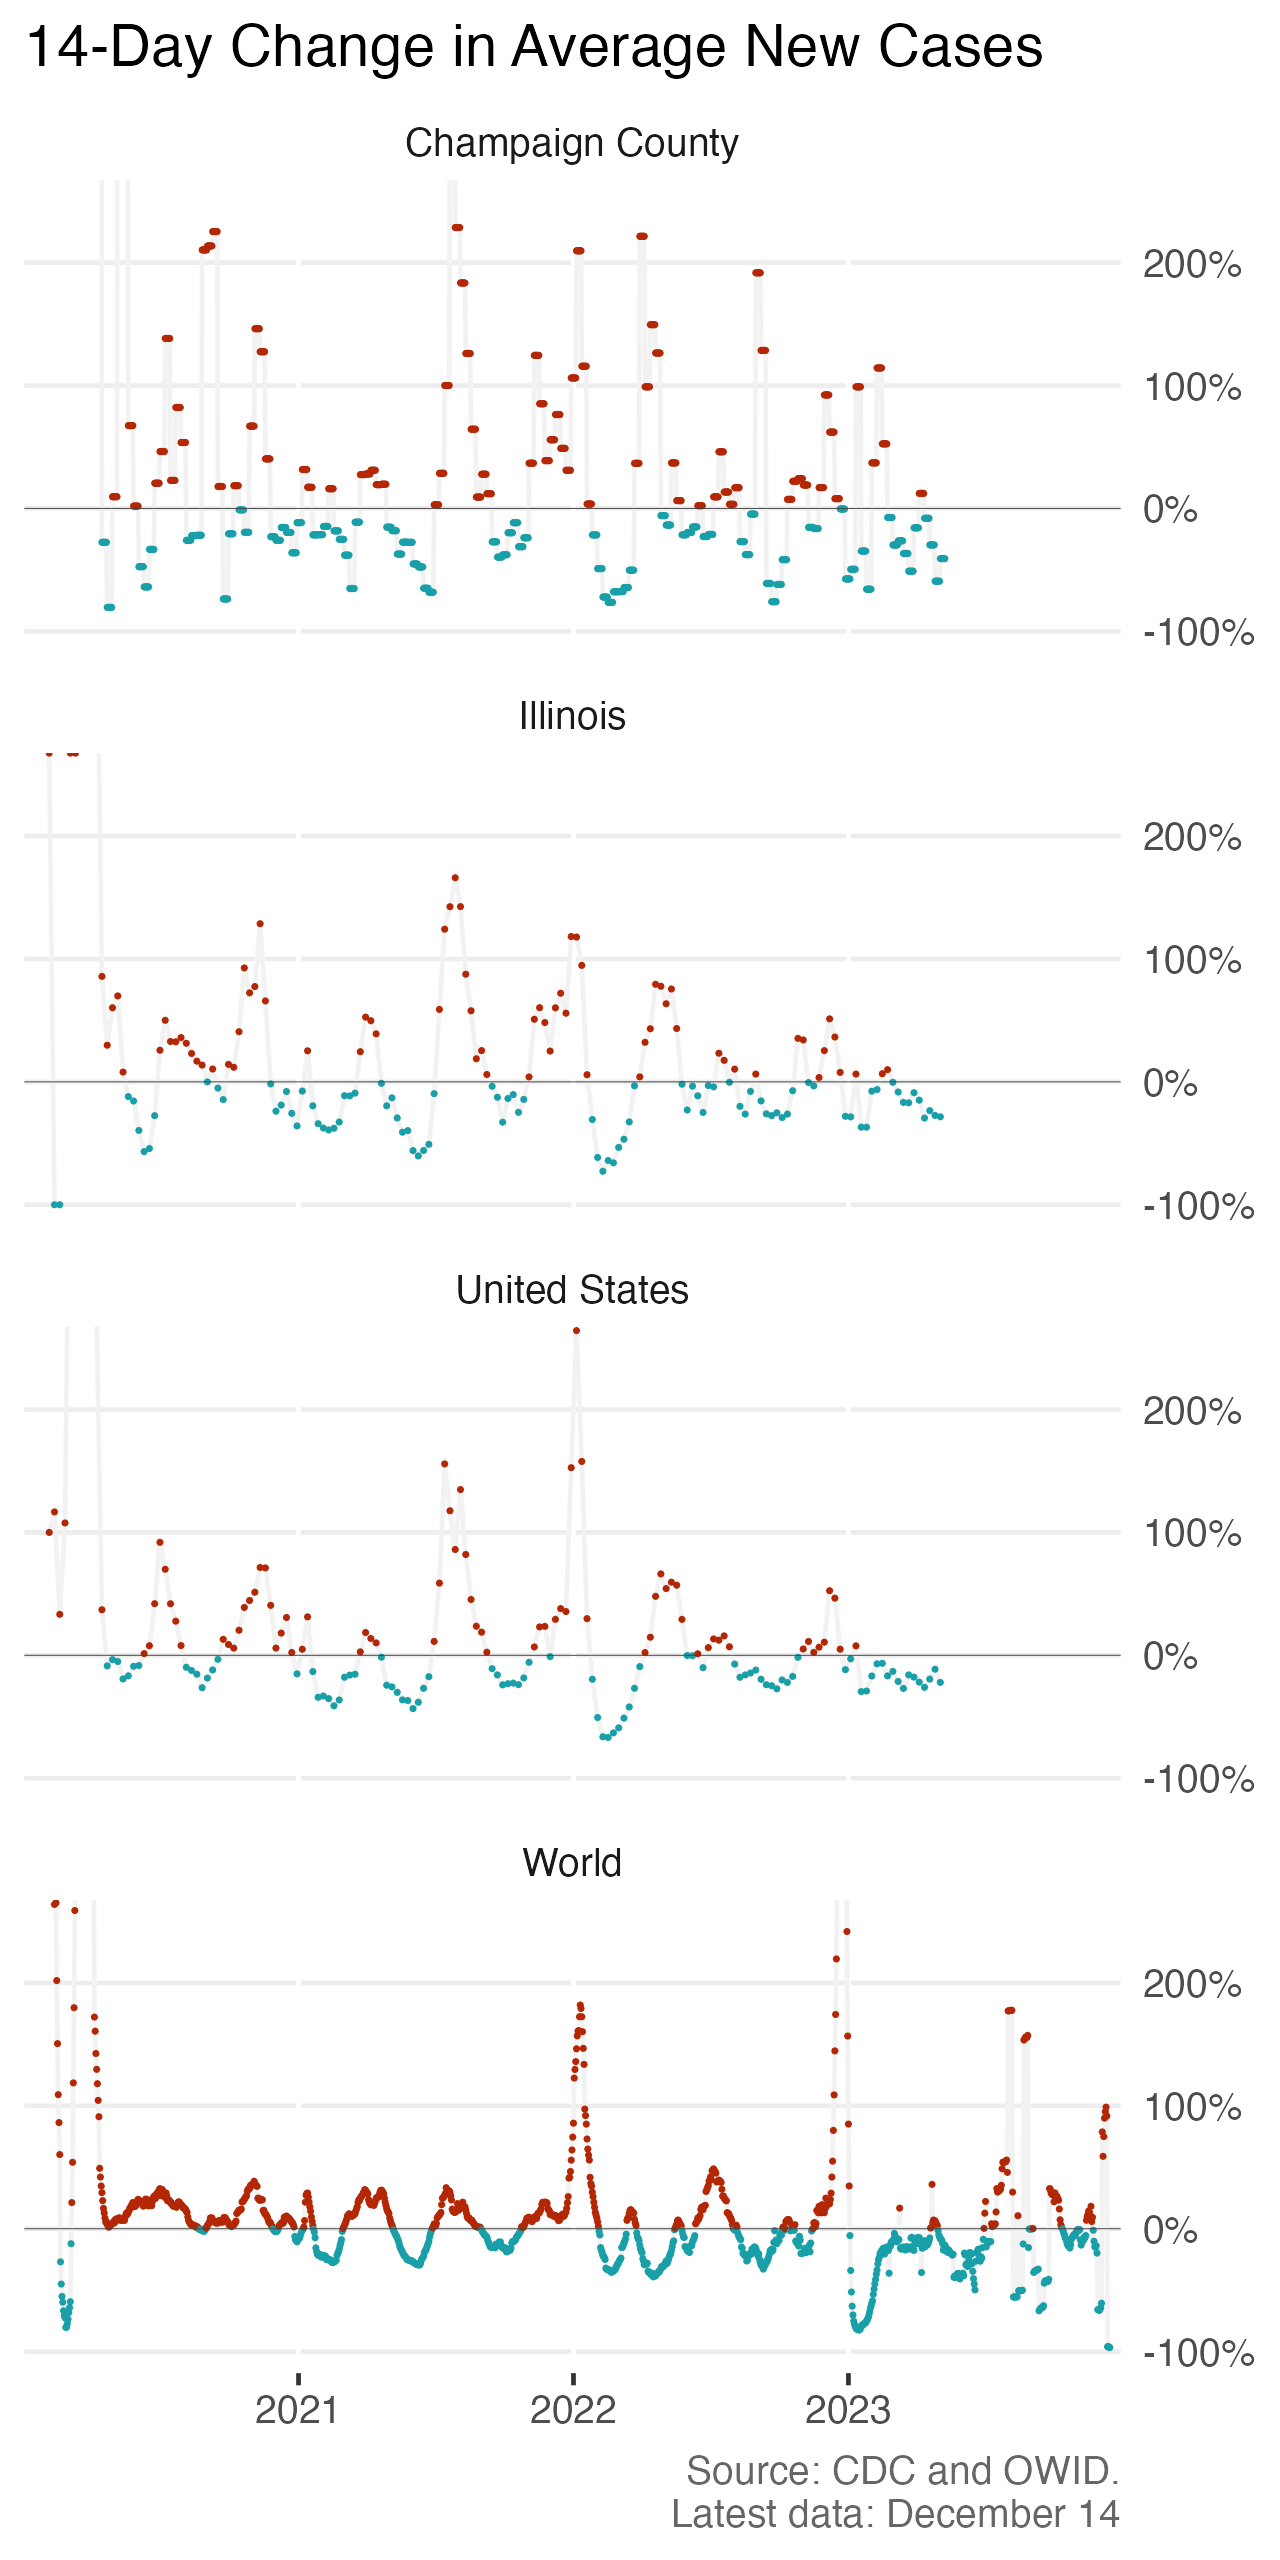 14-Day Change in Average New Cases
Champaign County
200%
100%
0%
-100%
Illinois
200%
100%
0%
-100%
United States
200%
100%
0%
-100%
World
200%
100%
0%
-100%
2021 2022 2023
Source: CDC and OWID.
Latest data: December 14